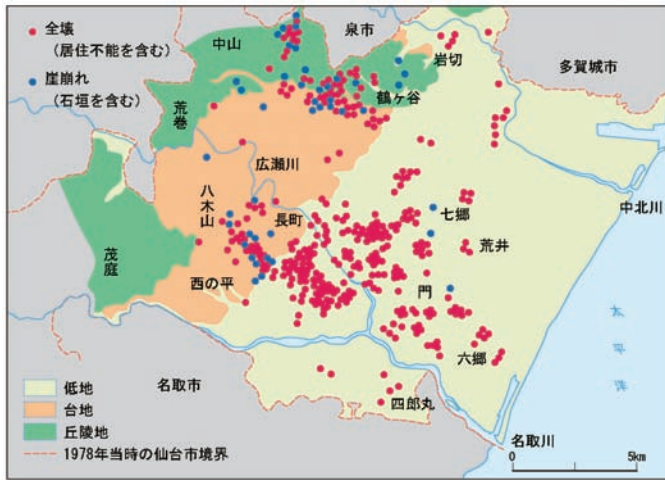 全壊
(居住不能を含む)
崖崩れ
(石垣を含む)
中山
泉市
岩切
多賀城市
荒巻
鶴ヶ谷
広瀬川
八木山
長町
七郷
中北川
荒井
茂庭
西の平
門
太平洋
六郷
名取市
四郎丸
名取川
低地
台地
丘陵地
1978年当時の仙台市境界
0
5km